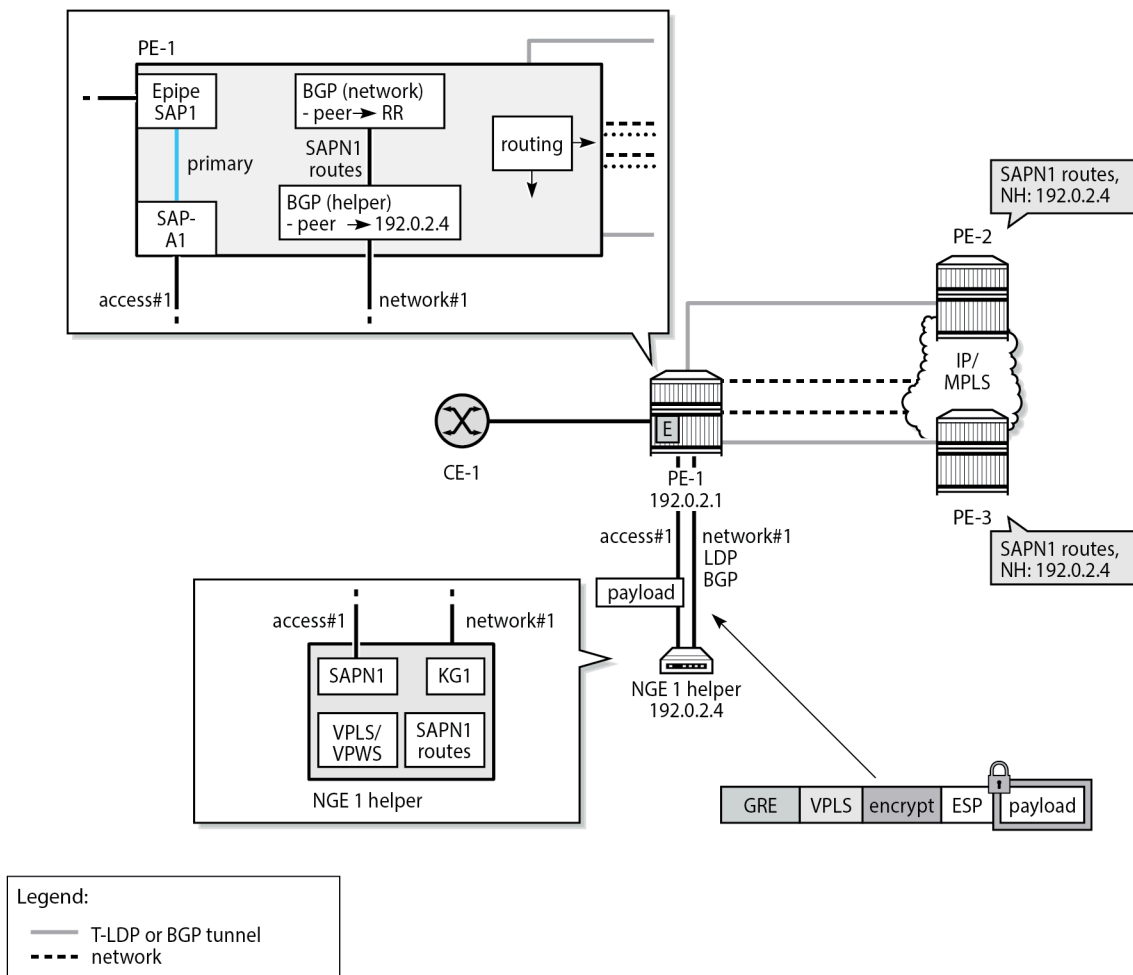 PE-1
Epipe
SAP1
primary
SAP-
A1
access#1
BGP (network)
- peer → RR
SAPN1
routes
BGP (helper)
- peer → 192.0.2.4
network#1
routing
SAPN1 routes,
NH: 192.0.2.4
PE-2
IP/
MPLS
CE-1
E
PE-1
192.0.2.1
PE-3
SAPN1 routes,
NH: 192.0.2.4
access#1
network#1
LDP
BGP
payload
NGE 1 helper
192.0.2.4
access#1
network#1
SAPN1
KG1
VPLS/
VPWS
SAPN1
routes
NGE 1 helper
GRE VPLS encrypt ESP payload
Legend:
T-LDP or BGP tunnel
network